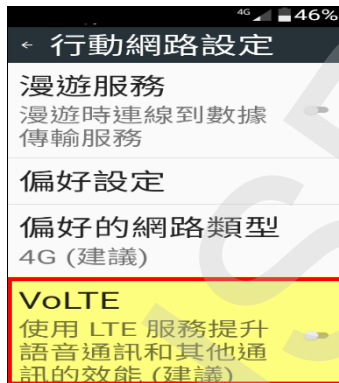 4G 46%
← 行動網路設定
漫遊服務
漫遊時連線到數據
傳輸服務
偏好設定
偏好的網路類型
4G (建議)
VoLTE
使用 LTE 服務提升
語音通訊和其他通
訊的效能 (建議)